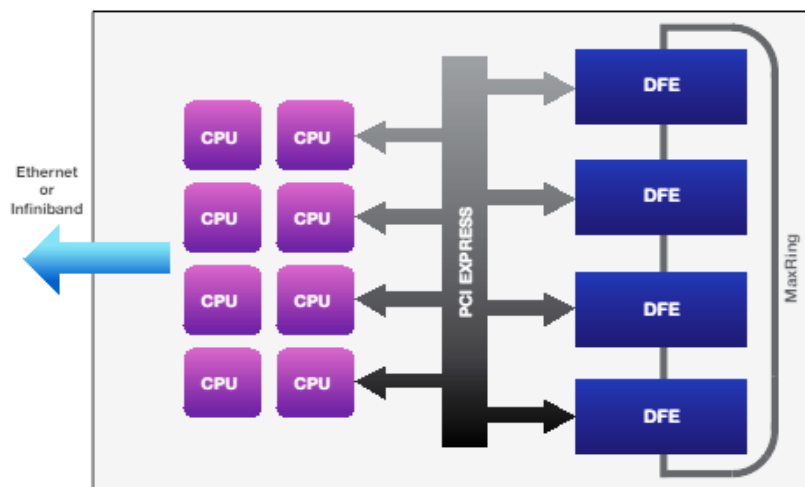 Ethernet
or
Infiniband
CPU CPU
CPU CPU
CPU CPU
CPU CPU
PCI EXPRESS
DFE
DFE
DFE
DFE
MaxRing